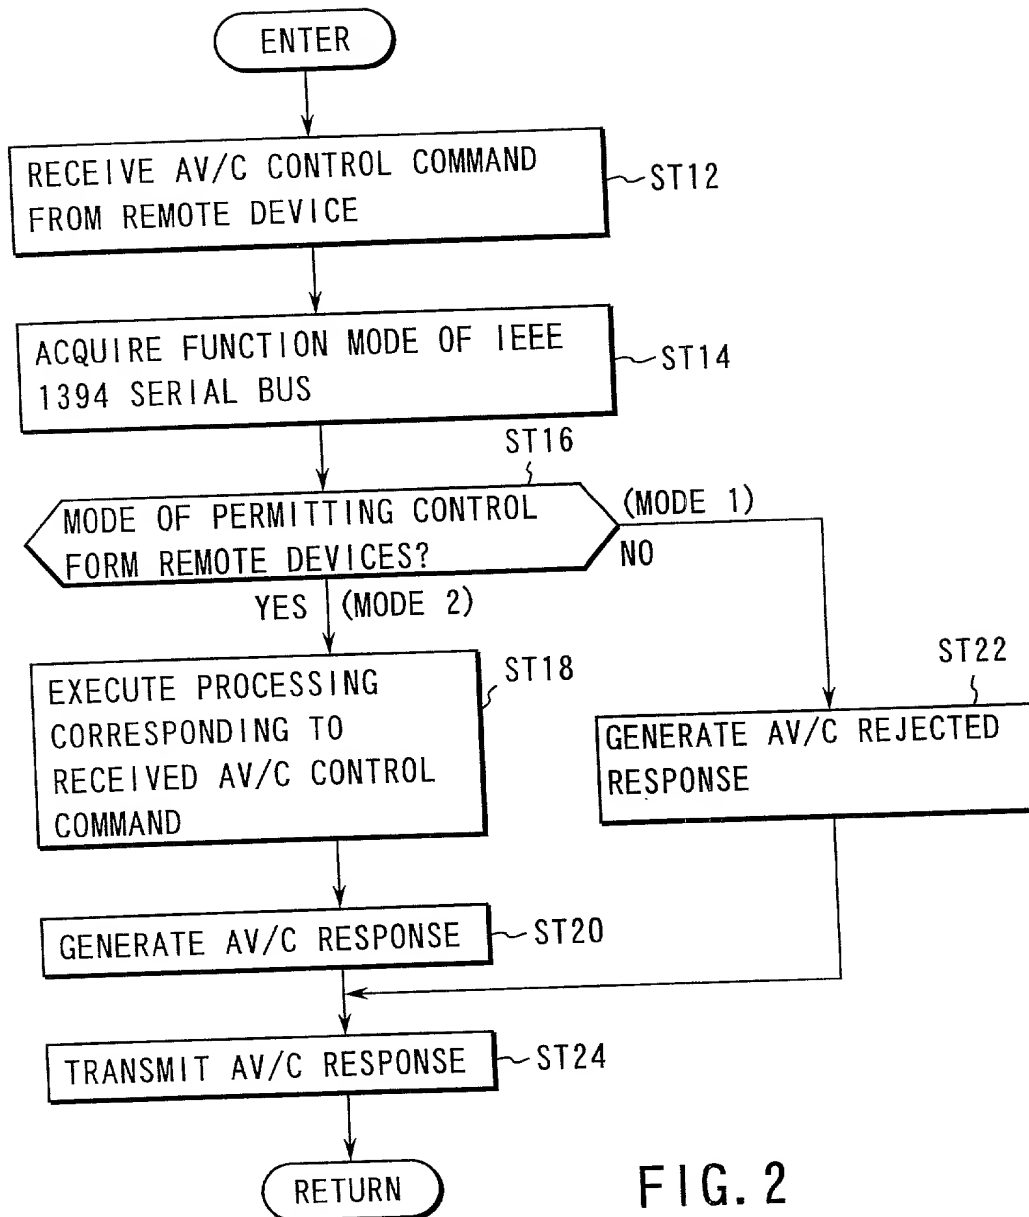 ENTER
RECEIVE AV/C CONTROL COMMAND
FROM REMOTE DEVICE
ST12
ACQUIRE FUNCTION MODE OF IEEE
1394 SERIAL BUS
ST14
ST16
MODE OF PERMITTING CONTROL
FORM REMOTE DEVICES?
(MODE 1)
NO
YES (MODE 2)
EXECUTE PROCESSING
CORRESPONDING TO
RECEIVED AV/C CONTROL
COMMAND
ST18
ST22
GENERATE AV/C REJECTED
RESPONSE
GENERATE AV/C RESPONSE
ST20
TRANSMIT AV/C RESPONSE
ST24
RETURN
FIG. 2